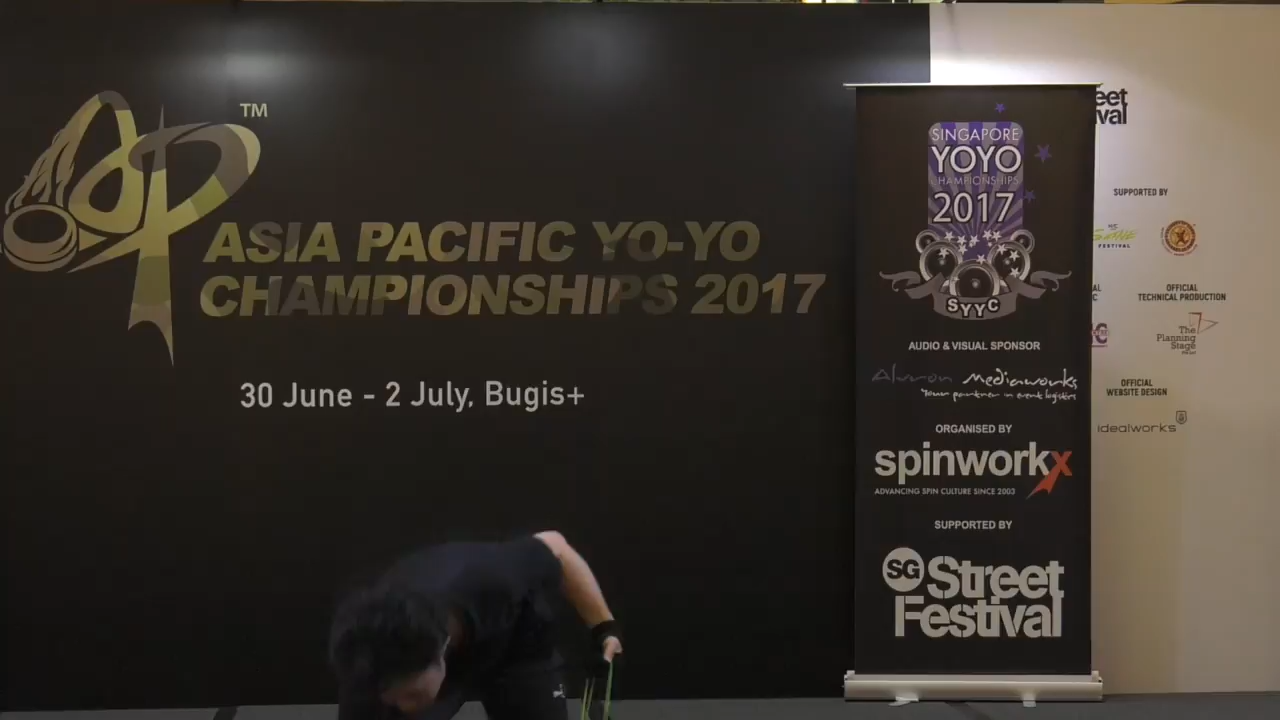 TM
ASIA PACIFIC YO-YO
CHAMPIONSHIPS 2017
30 June - 2 July, Bugis+
SINGAPORE
YOYO
CHAMPIONSHIPS
2017
SYYC
AUDIO & VISUAL SPONSOR
Alvron Mediaworks
Your partner in event logistics
ORGANISED BY
spinworkx
ADVANCING SPIN CULTURE SINCE 2003
SUPPORTED BY
SG Street
Festival
eet
val
SUPPORTED BY
FESTIVAL
OFFICIAL
TECHNICAL PRODUCTION
The
Planning
Stage
OFFICIAL
WEBSITE DESIGN
idealworks